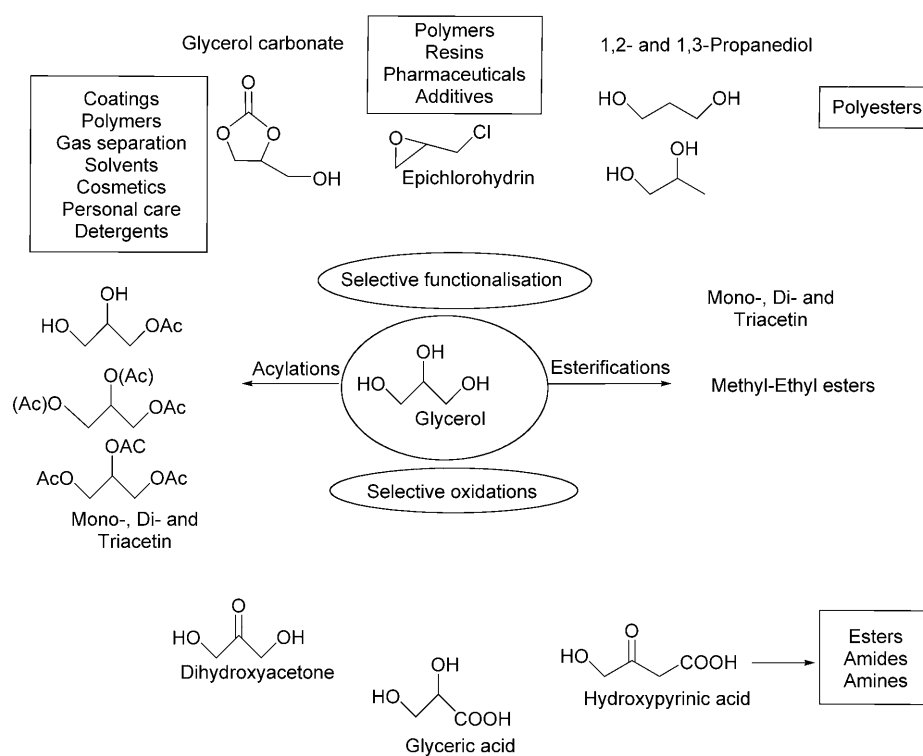 Glycerol carbonate
O
O
O
OH
Coatings
Polymers
Gas separation
Solvents
Cosmetics
Personal care
Detergents
Polymers
Resins
Pharmaceuticals
Additives
O
Cl
Epichlorohydrin
1,2- and 1,3-Propanediol
HO
OH
OH
HO
Polyesters
Selective functionalisation
OH
HO
OAc
O(Ac)
(Ac)O
OAc
OAC
AcO
OAc
Mono-, Di- and
Triacetin
Acylations
OH
HO
OH
Glycerol
Esterifications
Mono-, Di- and
Triacetin
Methyl-Ethyl esters
Selective oxidations
O
HO
OH
Dihydroxyacetone
OH
HO
COOH
Glyceric acid
O
HO
COOH
Hydroxypyrinic acid
Esters
Amides
Amines